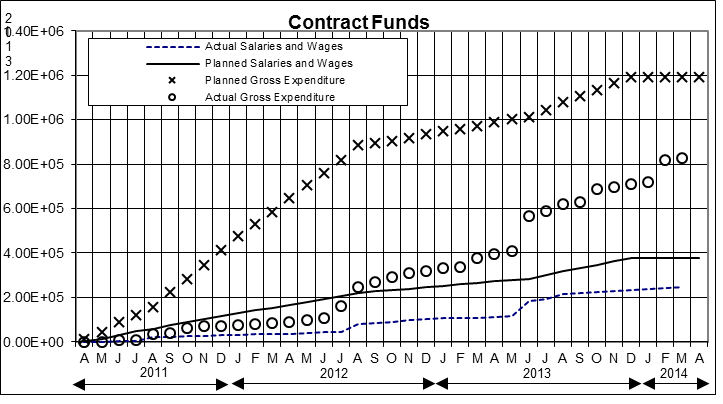 2
1
1
3
Contract Funds
1.40E+06
1.20E+06
1.00E+06
8.00E+05
6.00E+05
4.00E+05
2.00E+05
0.00E+00
Actual Salaries and Wages
Planned Salaries and Wages
Planned Gross Expenditure
Actual Gross Expenditure
A M J J A S O N D J F M A M J J A S O N D J F M A M J J A S O N D J F M A
2011 2012 2013 2014